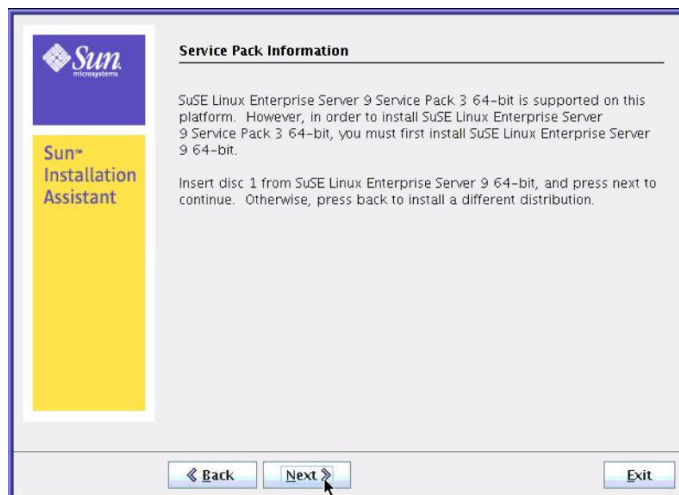 Sun
microsystems
Sun™
Installation
Assistant
Service Pack Information
SuSE Linux Enterprise Server 9 Service Pack 3 64-bit is supported on this
platform. However, in order to install SuSE Linux Enterprise Server
9 Service Pack 3 64-bit, you must first install SuSE Linux Enterprise Server
9 64-bit.
Insert disc 1 from SuSE Linux Enterprise Server 9 64-bit, and press next to
continue. Otherwise, press back to install a different distribution.
Back
Next
Exit